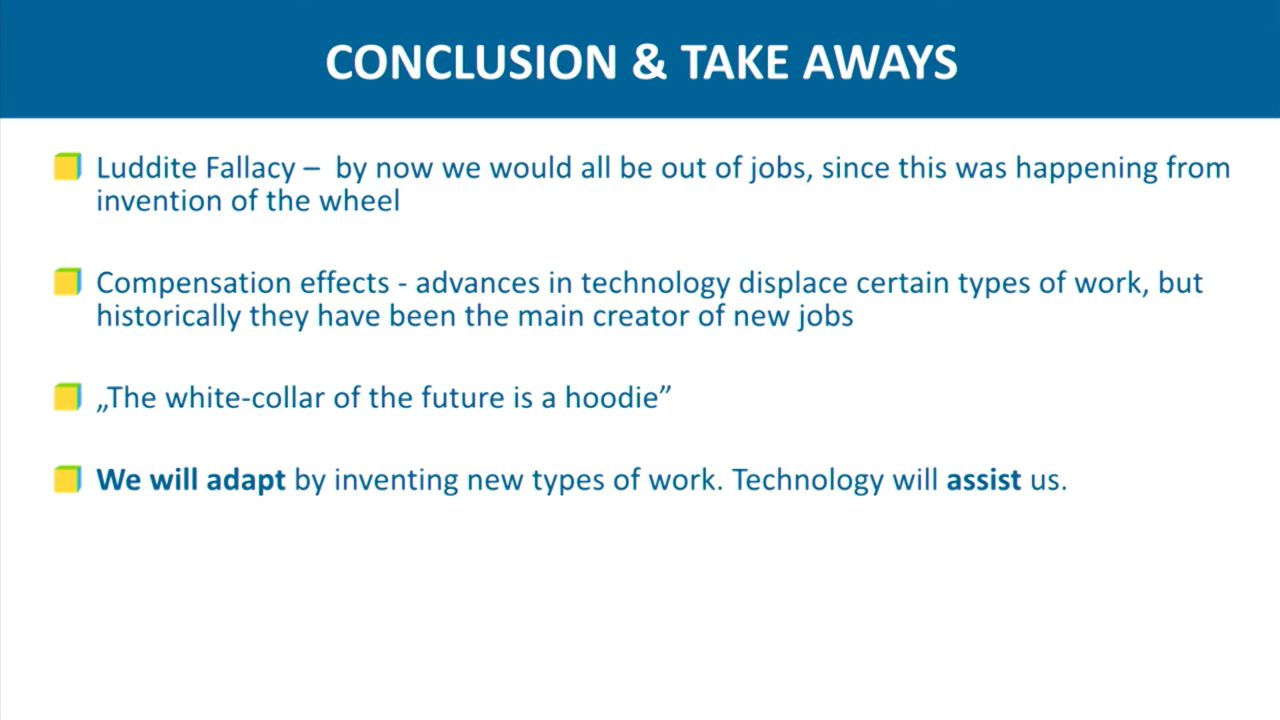 CONCLUSION & TAKE AWAYS
Luddite Fallacy – by now we would all be out of jobs, since this was happening from
invention of the wheel
Compensation effects - advances in technology displace certain types of work, but
historically they have been the main creator of new jobs
„The white-collar of the future is a hoodie”
We will adapt by inventing new types of work. Technology will assist us.